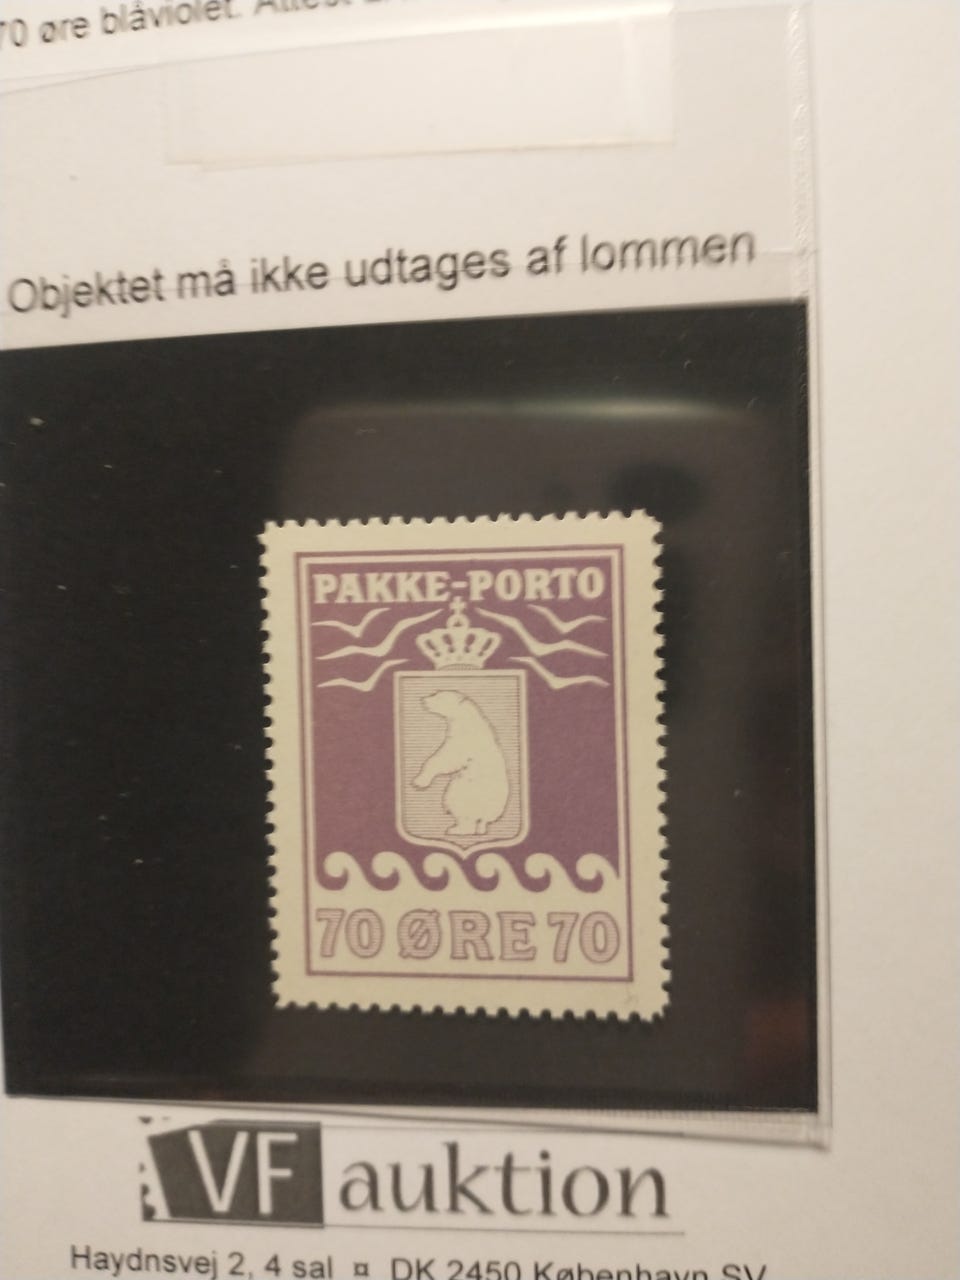 70 øre blåviolet. Attest
Objektet må ikke udtages af lommen
PAKKE-PORTO
70 ØRE 70
VF auktion
Haydnsvej 2, 4 sal ¤ DK 2450 København SV